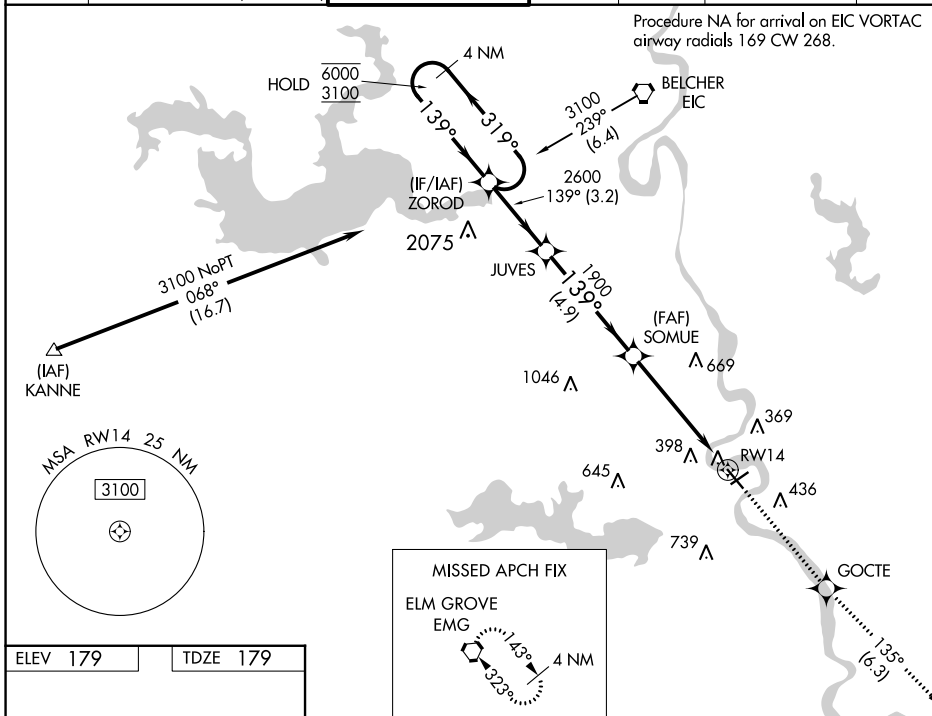 Procedure NA for arrival on EIC VORTAC
airway radials 169 CW 268.
HOLD
6000
3100
4 NM
139°
319°
BELCHER
EIC
3100
239°
(6.4)
(IF/IAF)
ZOROD
2600
139° (3.2)
2075
JUVES
1900
139°
(4.9)
3100 NoPT
068°
(16.7)
(IAF)
KANNE
(FAF)
SOMUE
669
1046
369
398
RW14
645
436
739
MSA RW14 25 NM
3100
GOCTE
135°
(6.3)
MISSED APCH FIX
ELM GROVE
EMG
143°
4 NM
323°
ELEV 179
TDZE 179